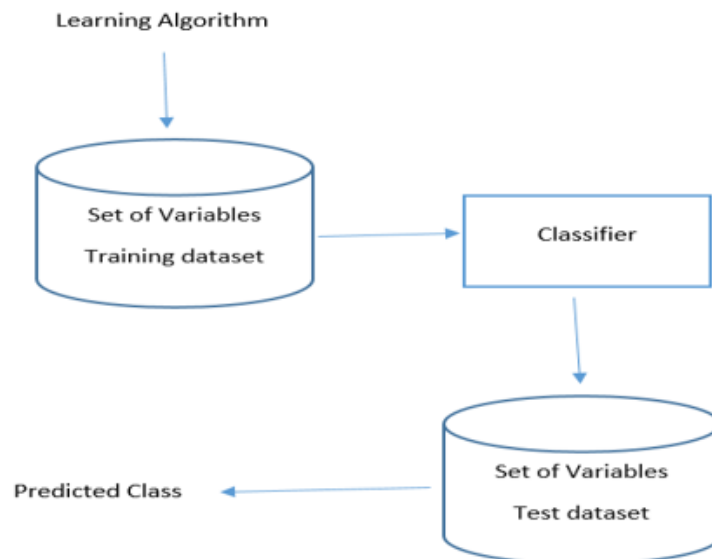 Learning Algorithm
Set of Variables
Training dataset
Classifier
Set of Variables
Test dataset
Predicted Class